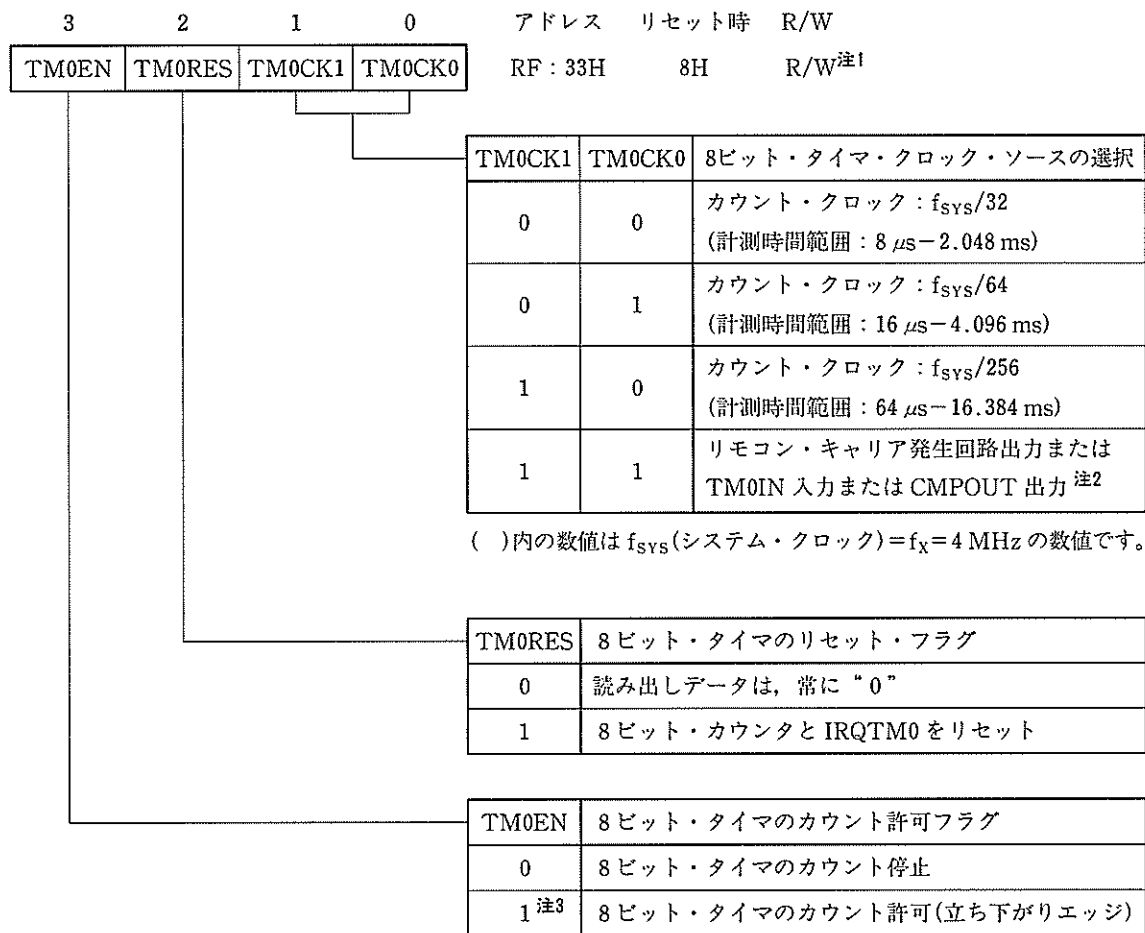 3 2 1 0 アドレス リセット時 R/W
TM0EN TM0RES TM0CK1 TM0CK0 RF : 33H 8H R/W注1
TM0CK1 TM0CK0 8ビット・タイマ・クロック・ソースの選択
0 0 カウント・クロック : fSYS/32
(計測時間範囲 : 8 μs−2.048 ms)
0 1 カウント・クロック : fSYS/64
(計測時間範囲 : 16 μs−4.096 ms)
1 0 カウント・クロック : fSYS/256
(計測時間範囲 : 64 μs−16.384 ms)
1 1 リモコン・キャリア発生回路出力または
TM0IN 入力または CMPOUT 出力 注2
( )内の数値は fSYS(システム・クロック)=fX=4 MHz の数値です。
TM0RES 8ビット・タイマのリセット・フラグ
0 読み出しデータは，常に“0”
1 8ビット・カウンタと IRQTM0 をリセット
TM0EN 8ビット・タイマのカウント許可フラグ
0 8ビット・タイマのカウント停止
1注3 8ビット・タイマのカウント許可(立ち下がりエッジ)